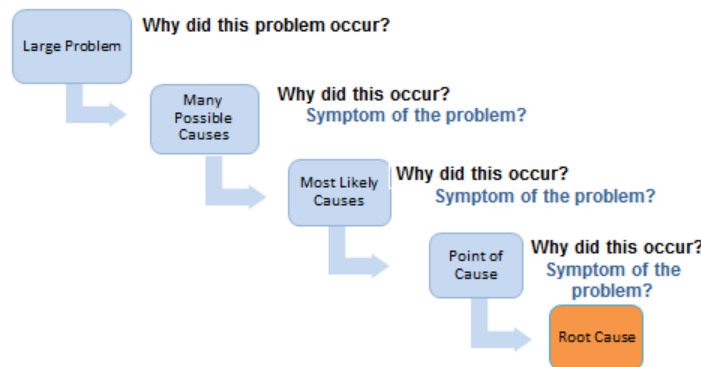 Why did this problem occur?
Large Problem
Why did this occur?
Symptom of the problem?
Many
Possible
Causes
Why did this occur?
Symptom of the problem?
Most Likely
Causes
Why did this occur?
Symptom of the
problem?
Point of
Cause
Root Cause